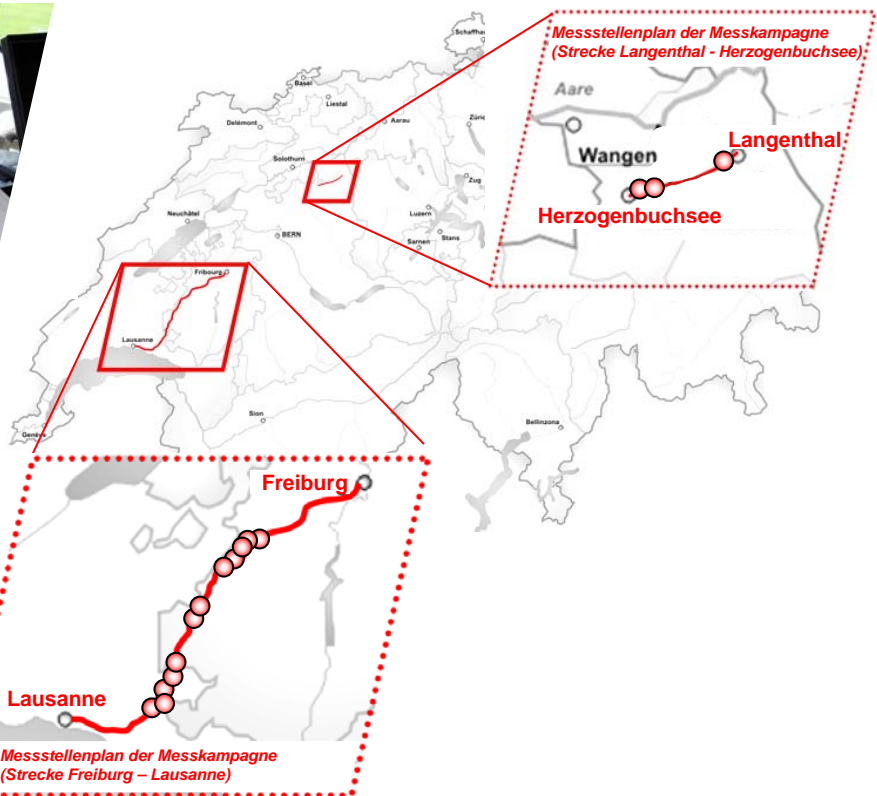 Messstellenplan der Messkampagne
(Strecke Langenthal - Herzogenbuchsee)
Aare
Wangen
Langenthal
Herzogenbuchsee
Basel
Liestal
Delémont
Aarau
Solothurn
Zug
Luzern
Neuchâtel
BERN
Sarnen
Stans
Fribourg
Lausanne
Sion
Bellinzona
Genève
Freiburg
Lausanne
Messstellenplan der Messkampagne
(Strecke Freiburg – Lausanne)